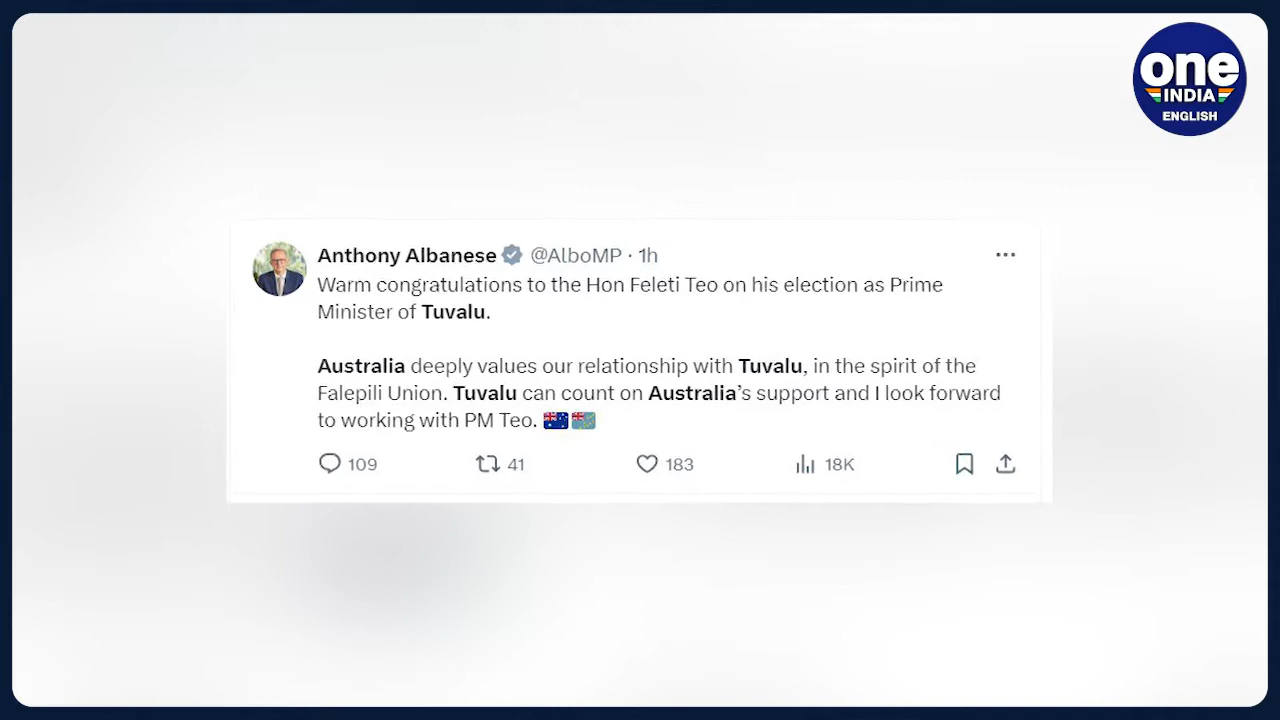 one
INDIA
ENGLISH
Anthony Albanese @AlboMP · 1h
Warm congratulations to the Hon Feleti Teo on his election as Prime
Minister of Tuvalu.
Australia deeply values our relationship with Tuvalu, in the spirit of the
Falepili Union. Tuvalu can count on Australia's support and I look forward
to working with PM Teo. 🇦🇺🇹🇻
109 41 183 18K